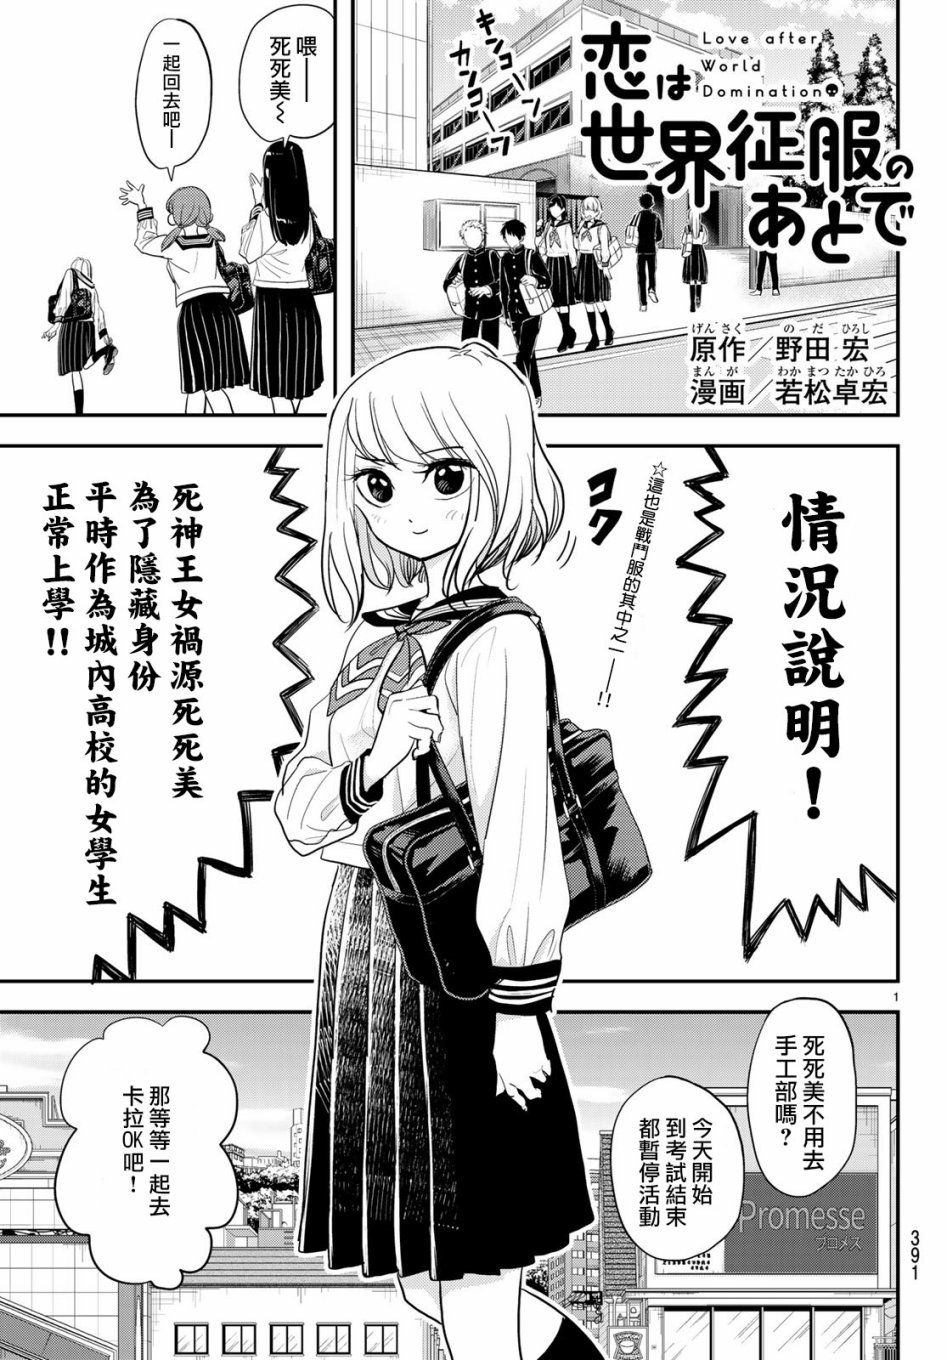 Love after
World
Domination
恋は
世界征服の
あとで
げんさく
のだ ひろし
原作／野田 宏
まんが
わか まつ たか ひろ
漫画／若松卓宏
キンコーン
カンコーン
喂——
死死美～
一起回去吧—
情況說明！
☆這也是戰鬥服的其中之一——!!
コク
死神王女禍源死死美
為了隱藏身份
平時作為城內高校的女學生
正常上學!!
1
死死美不用去
手工部嗎？
今天開始
到考試結束
都暫停活動
那等等一起去
卡拉OK吧！
Promesse
プロメス
391